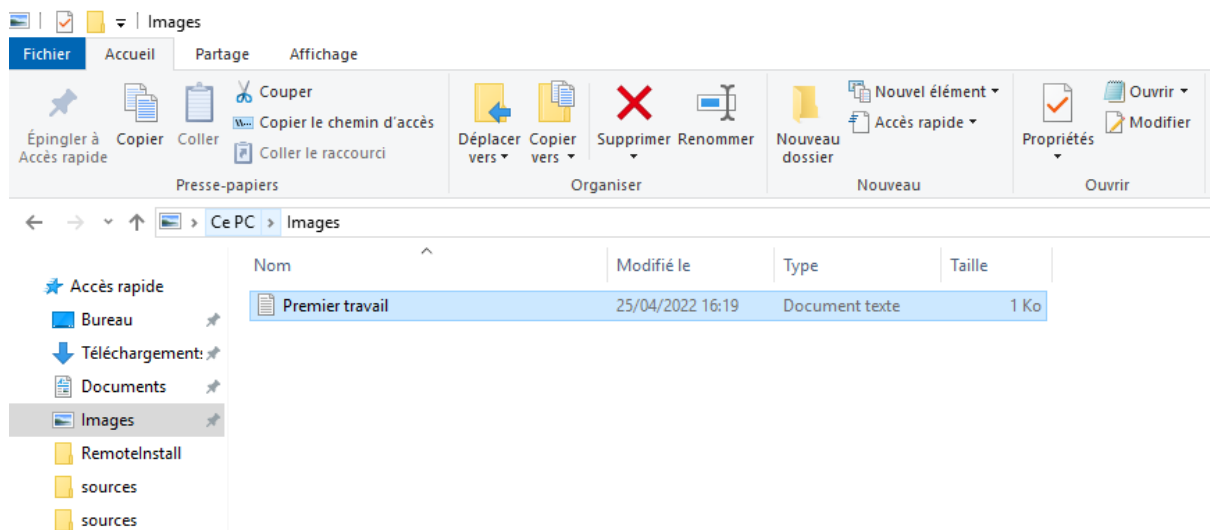 Images
Fichier Accueil Partage Affichage
Épingler à
Accès rapide
Copier
Coller
Couper
Copier le chemin d'accès
Coller le raccourci
Presse-papiers
Déplacer
vers
Copier
vers
Supprimer
Renommer
Organiser
Nouveau
dossier
Nouvel élément
Accès rapide
Nouveau
Propriétés
Ouvrir
Modifier
Ouvrir
Ce PC > Images
Nom Modifié le Type Taille
Premier travail 25/04/2022 16:19 Document texte 1 Ko
Accès rapide
Bureau
Téléchargement
Documents
Images
RemoteInstall
sources
sources